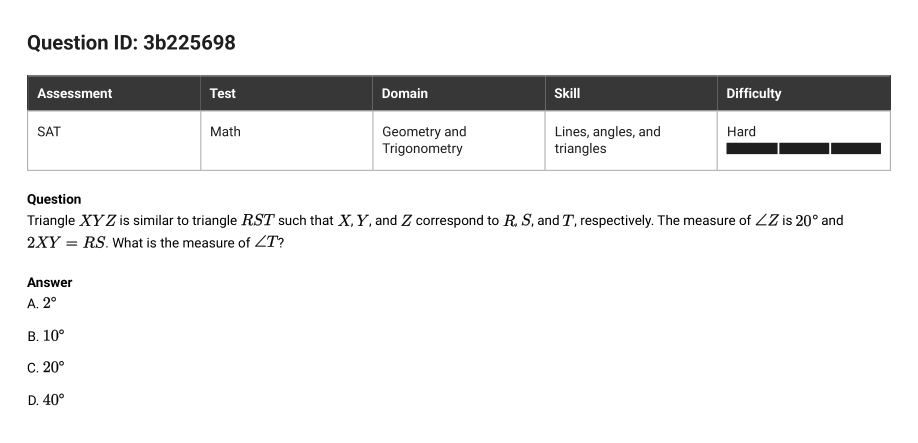 Question ID: 3b225698
Assessment Test Domain Skill Difficulty
SAT Math Geometry and Trigonometry Lines, angles, and triangles Hard
Question
Triangle XYZ is similar to triangle RST such that X, Y, and Z correspond to R, S, and T, respectively. The measure of ∠Z is 20° and
2XY = RS. What is the measure of ∠T?
Answer
A. 2°
B. 10°
C. 20°
D. 40°